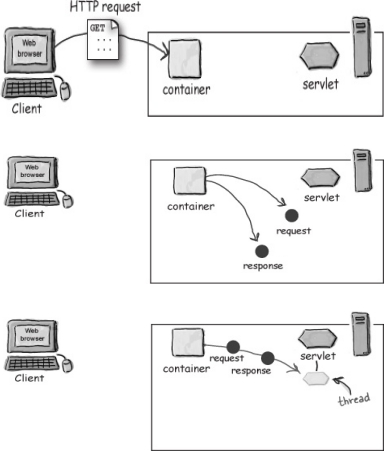 HTTP request
Web
browser
GET
container
servlet
Client
Web
browser
container
servlet
Client
request
response
Web
browser
container
request
response
servlet
Client
thread